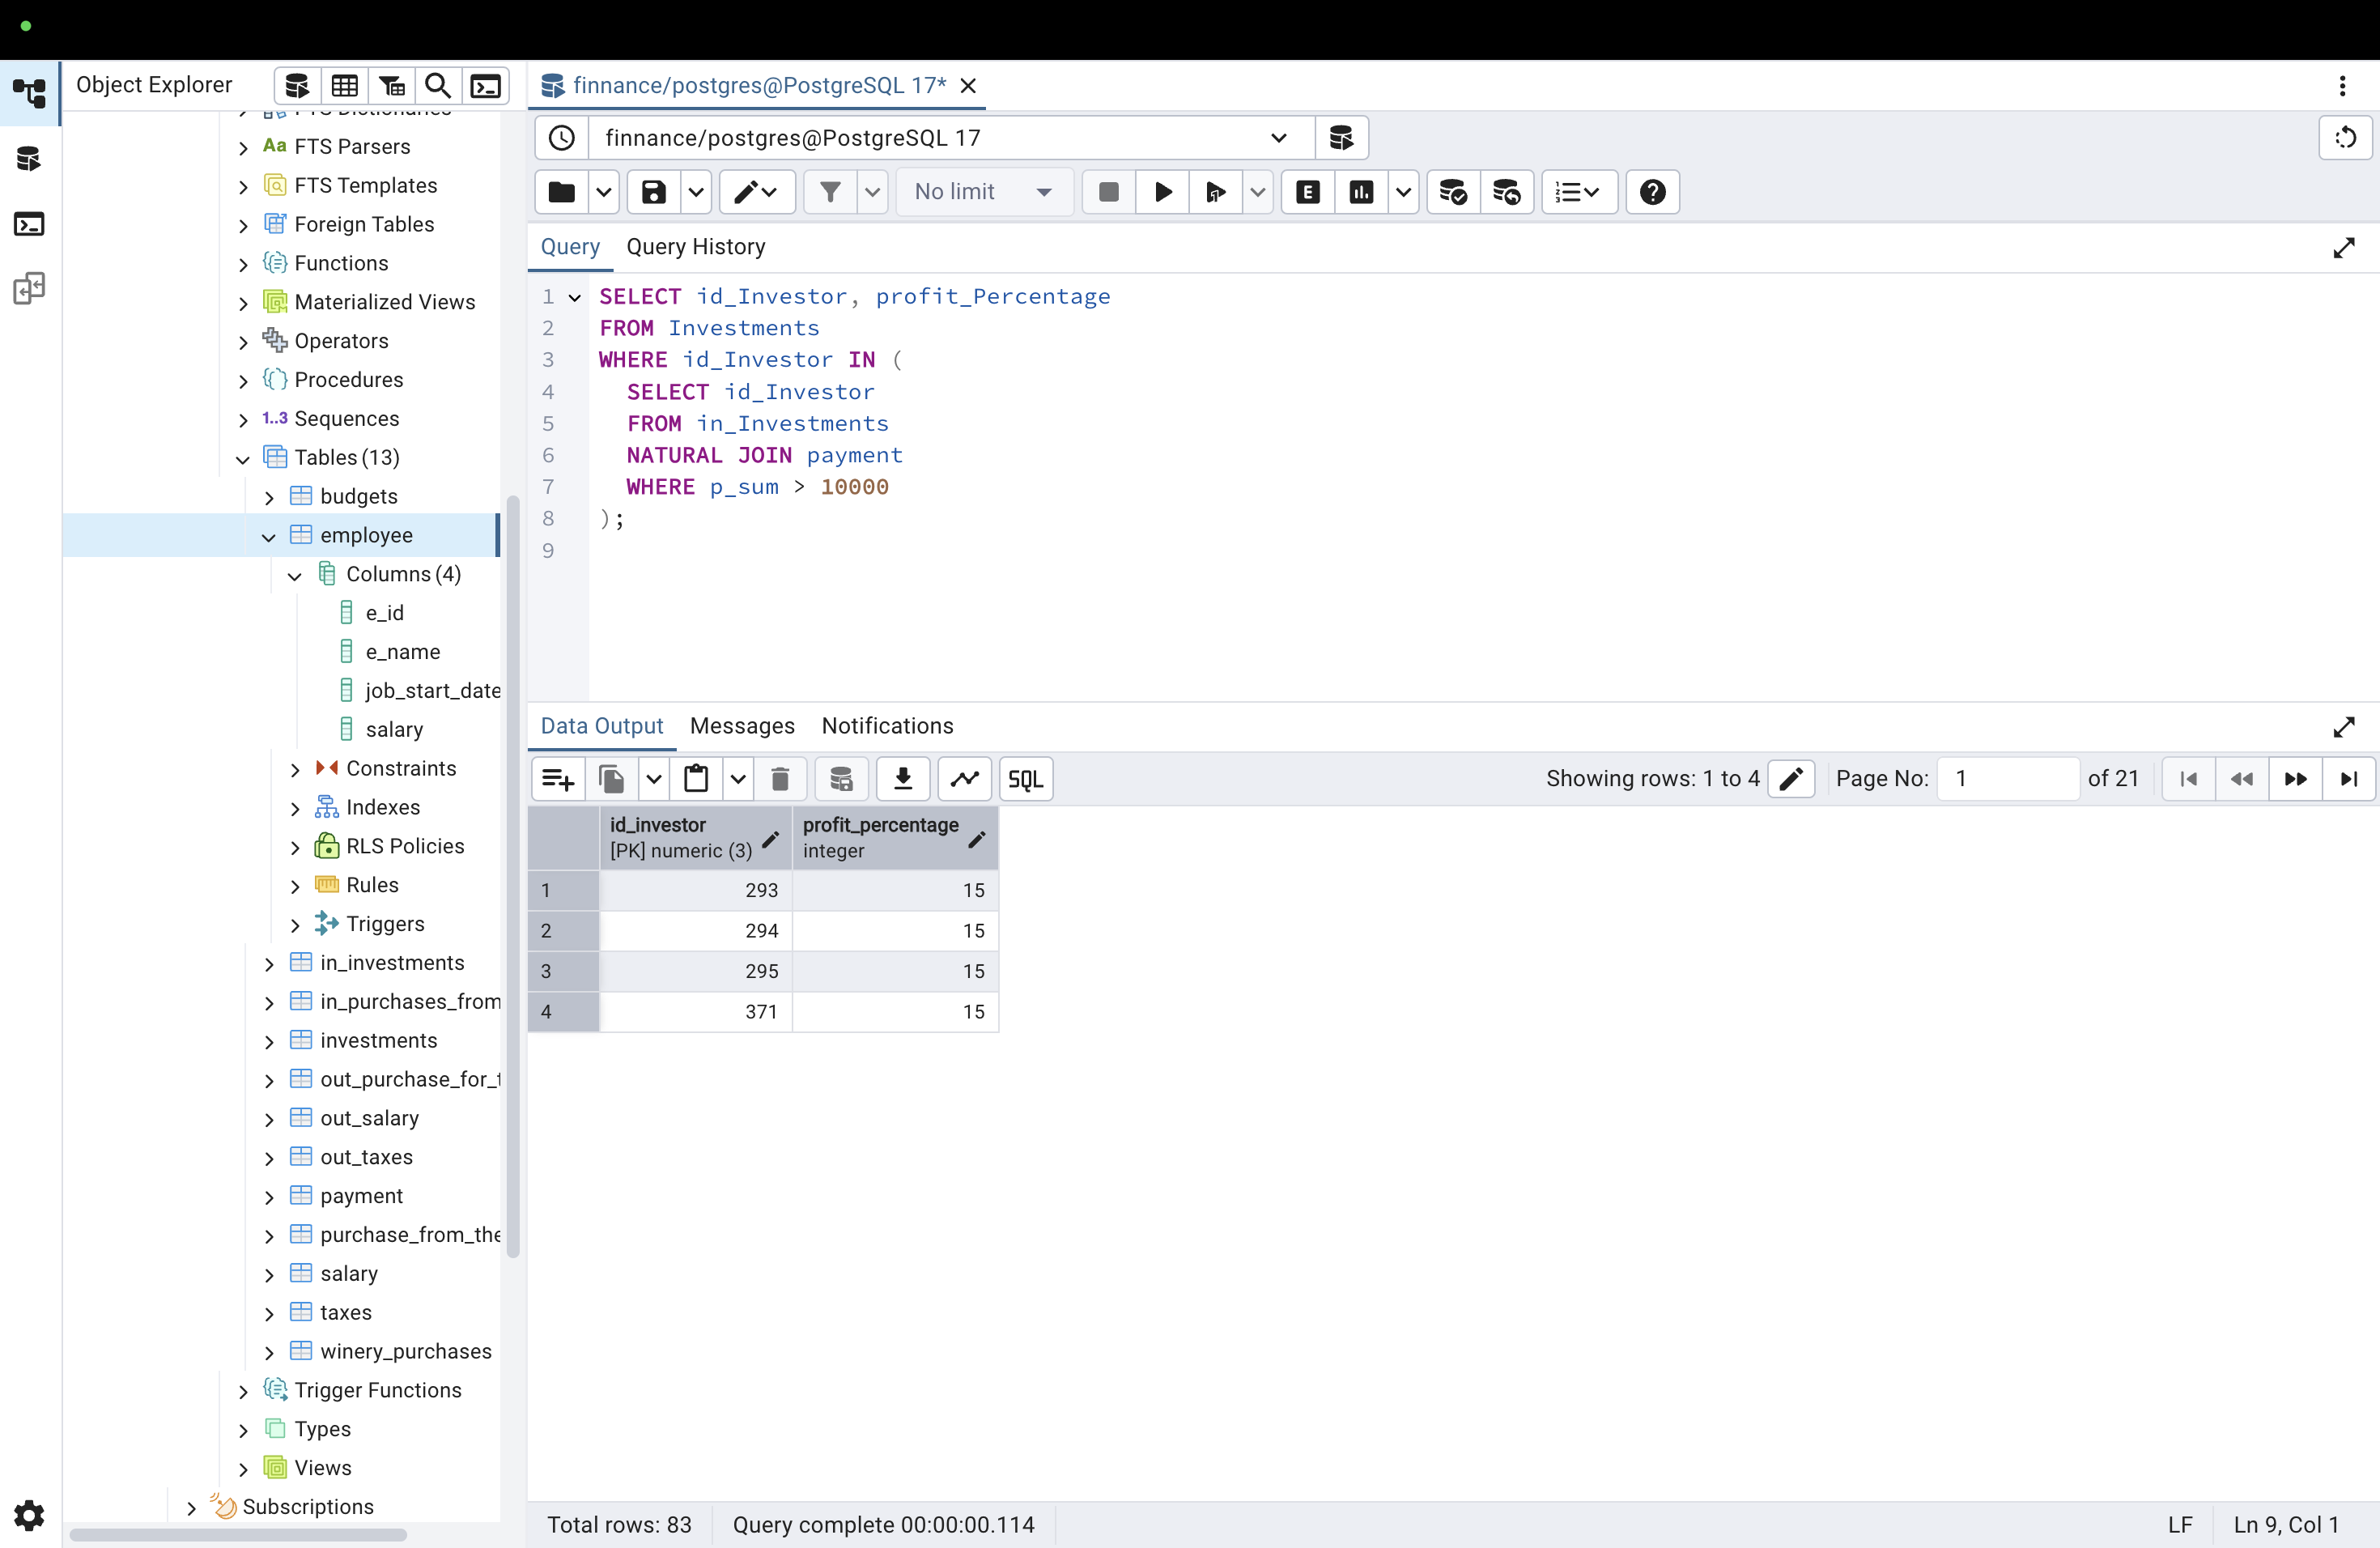 Object Explorer
FTS Dictionaries
Aa FTS Parsers
FTS Templates
Foreign Tables
Functions
Materialized Views
Operators
Procedures
1..3 Sequences
Tables (13)
budgets
employee
Columns (4)
e_id
e_name
job_start_date
salary
Constraints
Indexes
RLS Policies
Rules
Triggers
in_investments
in_purchases_from
investments
out_purchase_for_t
out_salary
out_taxes
payment
purchase_from_the
salary
taxes
winery_purchases
Trigger Functions
Types
Views
Subscriptions
finnance/postgres@PostgreSQL 17*
finnance/postgres@PostgreSQL 17
No limit
E
Query Query History
1 SELECT id_Investor, profit_Percentage
2 FROM Investments
3 WHERE id_Investor IN (
4 SELECT id_Investor
5 FROM in_Investments
6 NATURAL JOIN payment
7 WHERE p_sum > 10000
8 );
9
Data Output Messages Notifications
SQL Showing rows: 1 to 4 Page No: 1 of 21
id_investor profit_percentage
[PK] numeric (3) integer
1 293 15
2 294 15
3 295 15
4 371 15
Total rows: 83 Query complete 00:00:00.114 LF Ln 9, Col 1